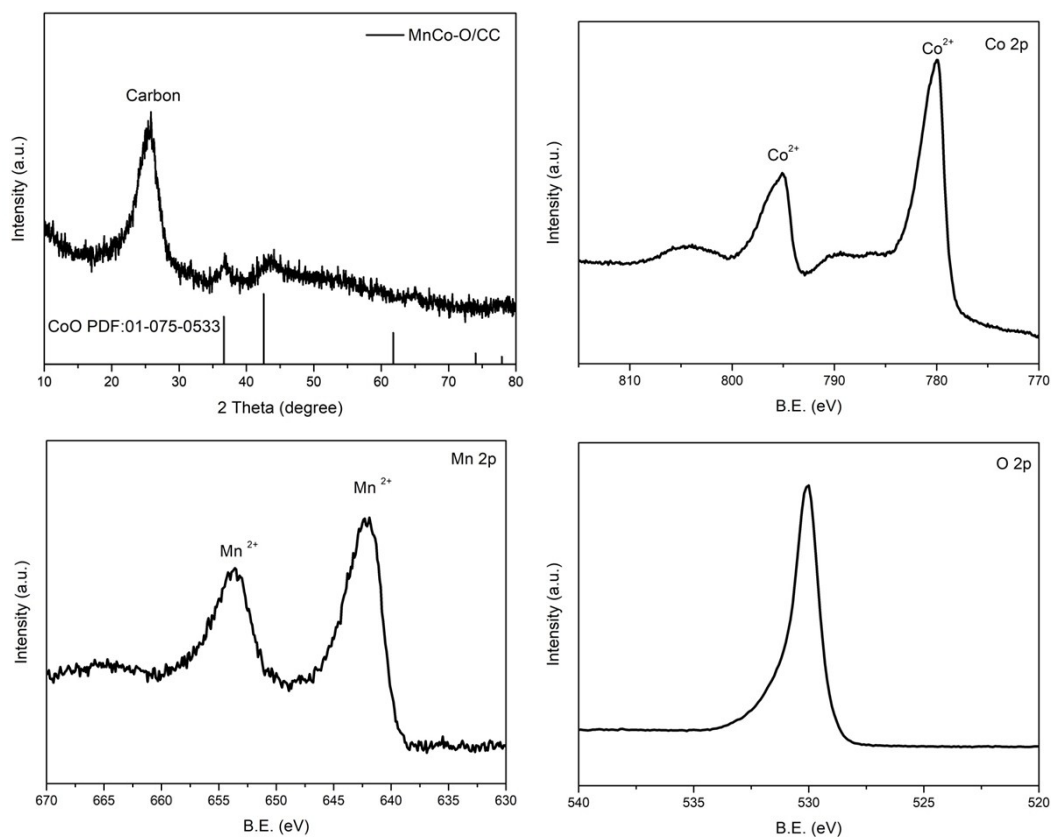 MnCo-O/CC
Carbon
Intensity (a.u.)
CoO PDF:01-075-0533
10 20 30 40 50 60 70 80
2 Theta (degree)
Co 2p
Co²⁺
Co²⁺
Intensity (a.u.)
810 800 790 780 770
B.E. (eV)
Mn 2p
Mn ²⁺
Mn ²⁺
Intensity (a.u.)
670 665 660 655 650 645 640 635 630
B.E. (eV)
O 2p
Intensity (a.u.)
540 535 530 525 520
B.E. (eV)